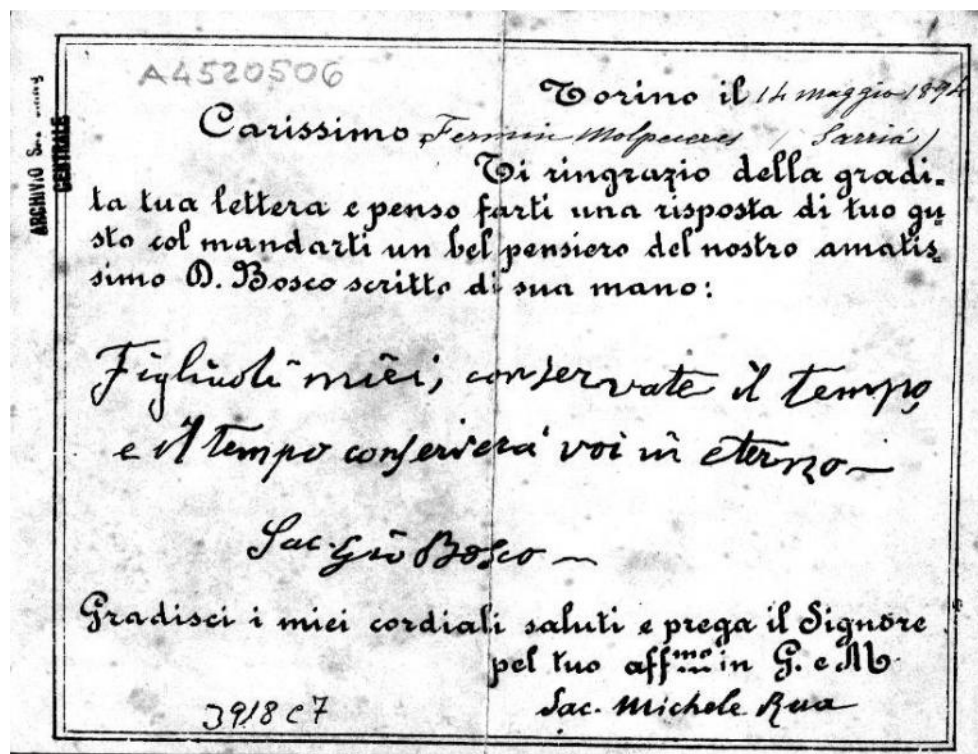 A4520506
Torino il 14 maggio 1894
Carissimo Fermin Molpeceres (Sarriá)
Ti ringrazio della gradi-
ta tua lettera e penso farti una risposta di tuo gu
sto col mandarti un bel pensiero del nostro amatis-
simo D. Bosco scritto di sua mano:
Figliuoli miei, conservate il tempo,
e il tempo conserverà voi in eterno—
Sac. Gio Bosco—
Gradisci i miei cordiali saluti e prega il Signore
pel tuo affmo in G. e M.
Sac. Michele Rua
3918 C7
ARCHIVIO
CENTRALE